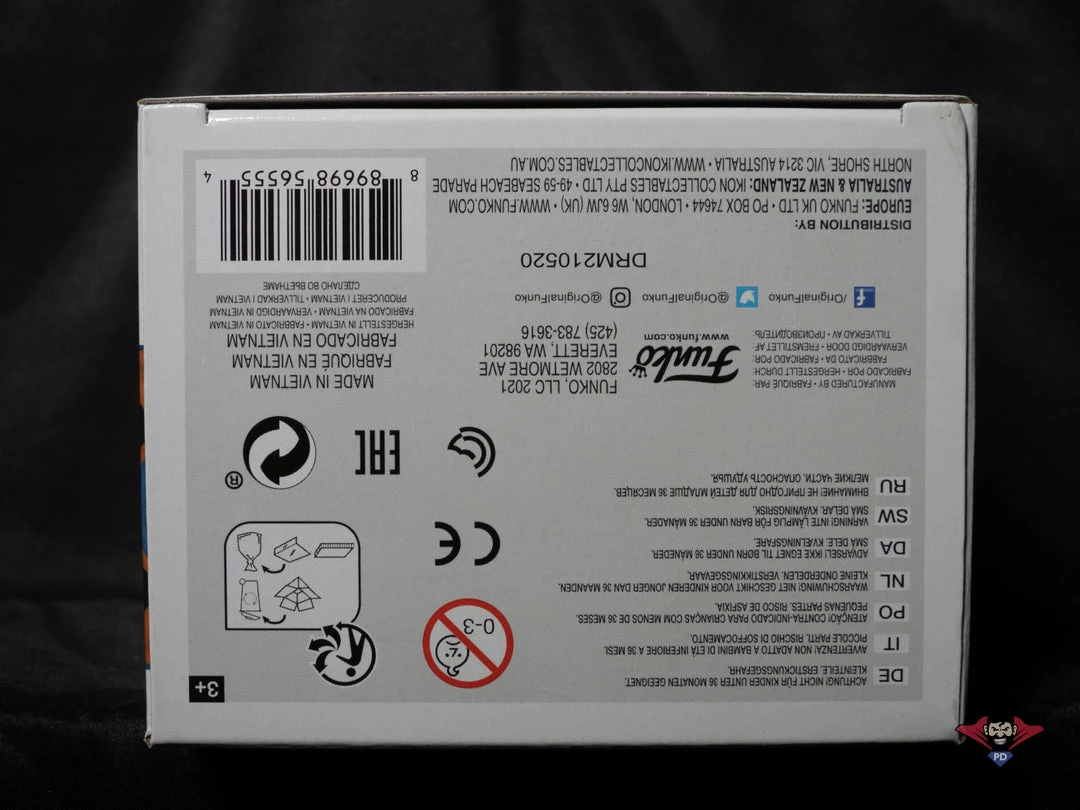 3+
0-3
DE ACHTUNG! NICHT FÜR KINDER UNTER 36 MONATEN GEEIGNET.
KLEINTEILE. ERSTICKUNGSGEFAHR.
IT AVVERTENZA! NON ADATTO A BAMBINI DI ETÀ INFERIORE A 36 MESI.
PICCOLE PARTI. RISCHIO DI SOFFOCAMENTO.
PO ATENÇÃO! CONTRA-INDICADO PARA CRIANÇAS COM MENOS DE 36 MESES.
PEQUENAS PARTES. RISCO DE ASFIXIA.
NL WAARSCHUWING! NIET GESCHIKT VOOR KINDEREN JONGER DAN 36 MAANDEN.
KLEINE ONDERDELEN. VERSTIKKINGSGEVAAR.
DA ADVARSEL! IKKE EGNET TIL BØRN UNDER 36 MÅNEDER.
SMÅ DELE. KVÆLNINGSFARE.
SW VARNING! INTE LÄMPLIG FÖR BARN UNDER 36 MÅNADER.
SMÅ DELAR. KVÄVNINGSRISK.
RU ВНИМАНИЕ! НЕ ПРИГОДНО ДЛЯ ДЕТЕЙ МЛАДШЕ 36 МЕСЯЦЕВ.
МЕЛКИЕ ЧАСТИ. ОПАСНОСТЬ УДУШЬЯ.
CE
EAC
®
MANUFACTURED BY • FABRIQUÉ PAR:
FABRICADO POR • HERGESTELLT DURCH:
FABBRICATO DA • FABRICADO POR:
VERVAARDIGD DOOR • FREMSTILLET AF:
TILLVERKAD AV • ПРОИЗВОДИТЕЛЬ:
Funko
www.funko.com
FUNKO, LLC 2021
2802 WETMORE AVE
EVERETT, WA 98201
(425) 783-3616
MADE IN VIETNAM
FABRIQUÉ EN VIETNAM
FABRICADO EN VIETNAM
HERGESTELLT IN VIETNAM • FABBRICATO IN VIETNAM
FABRICADO NA VIETNAM • VERVAARDIGD IN VIETNAM
PRODUCERET I VIETNAM • TILLVERKAD I VIETNAM
СДЕЛАНО ВО ВЬЕТНАМЕ
/OriginalFunko
@OriginalFunko
@OriginalFunko
DRM210520
DISTRIBUTION BY:
EUROPE: FUNKO UK LTD • PO BOX 74644 • LONDON, W6 6JW (UK) • WWW.FUNKO.COM
AUSTRALIA & NEW ZEALAND: IKON COLLECTABLES PTY LTD • 49-59 SEABEACH PARADE
NORTH SHORE, VIC 3214 AUSTRALIA • WWW.IKONCOLLECTABLES.COM.AU
8 89698 56555 4
PD